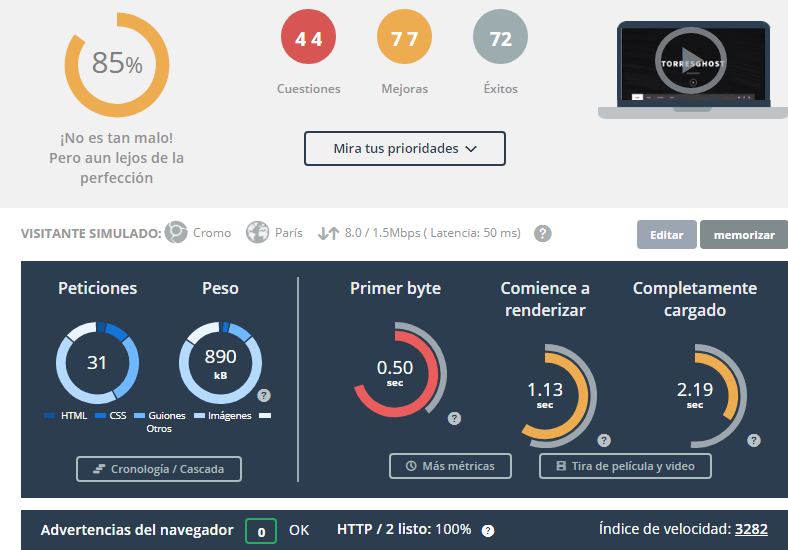 85%
¡No es tan malo!
Pero aun lejos de la
perfección
4 4
Cuestiones
7 7
Mejoras
72
Éxitos
Mira tus prioridades
TORRESGHOST
VISITANTE SIMULADO: Cromo París 8.0 / 1.5Mbps ( Latencia: 50 ms) ?
Editar
memorizar
Peticiones
31
Peso
890
kB
?
HTML CSS Guiones Imágenes
Otros
Cronología / Cascada
Primer byte
0.50
sec
?
Comience a
renderizar
1.13
sec
?
Completamente
cargado
2.19
sec
?
Más métricas
Tira de película y video
Advertencias del navegador 0 OK HTTP / 2 listo: 100% ? Índice de velocidad: 3282